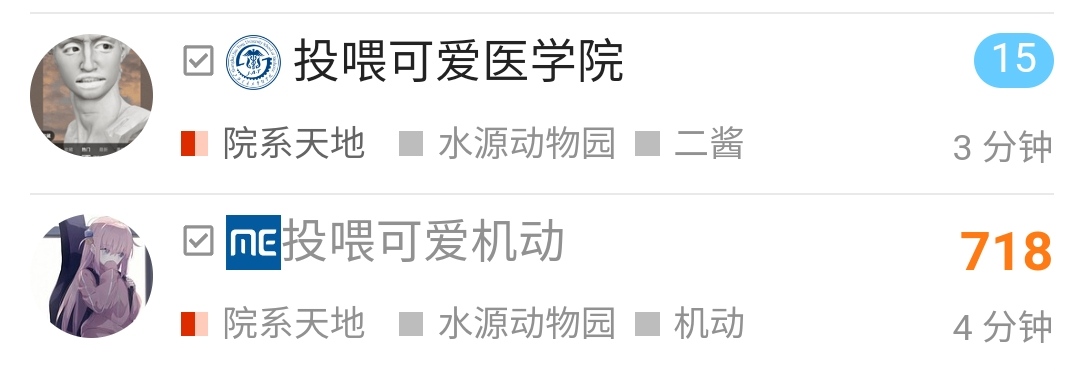 投喂可爱医学院
15
院系天地 水源动物园 二酱
3 分钟
ME投喂可爱机动
718
院系天地 水源动物园 机动
4 分钟